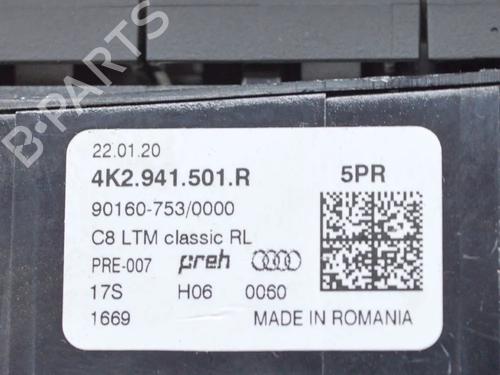 B-PARTS
22.01.20
4K2.941.501.R 5PR
90160-753/0000
C8 LTM classic RL
PRE-007 preh
17S H06 0060
1669 MADE IN ROMANIA